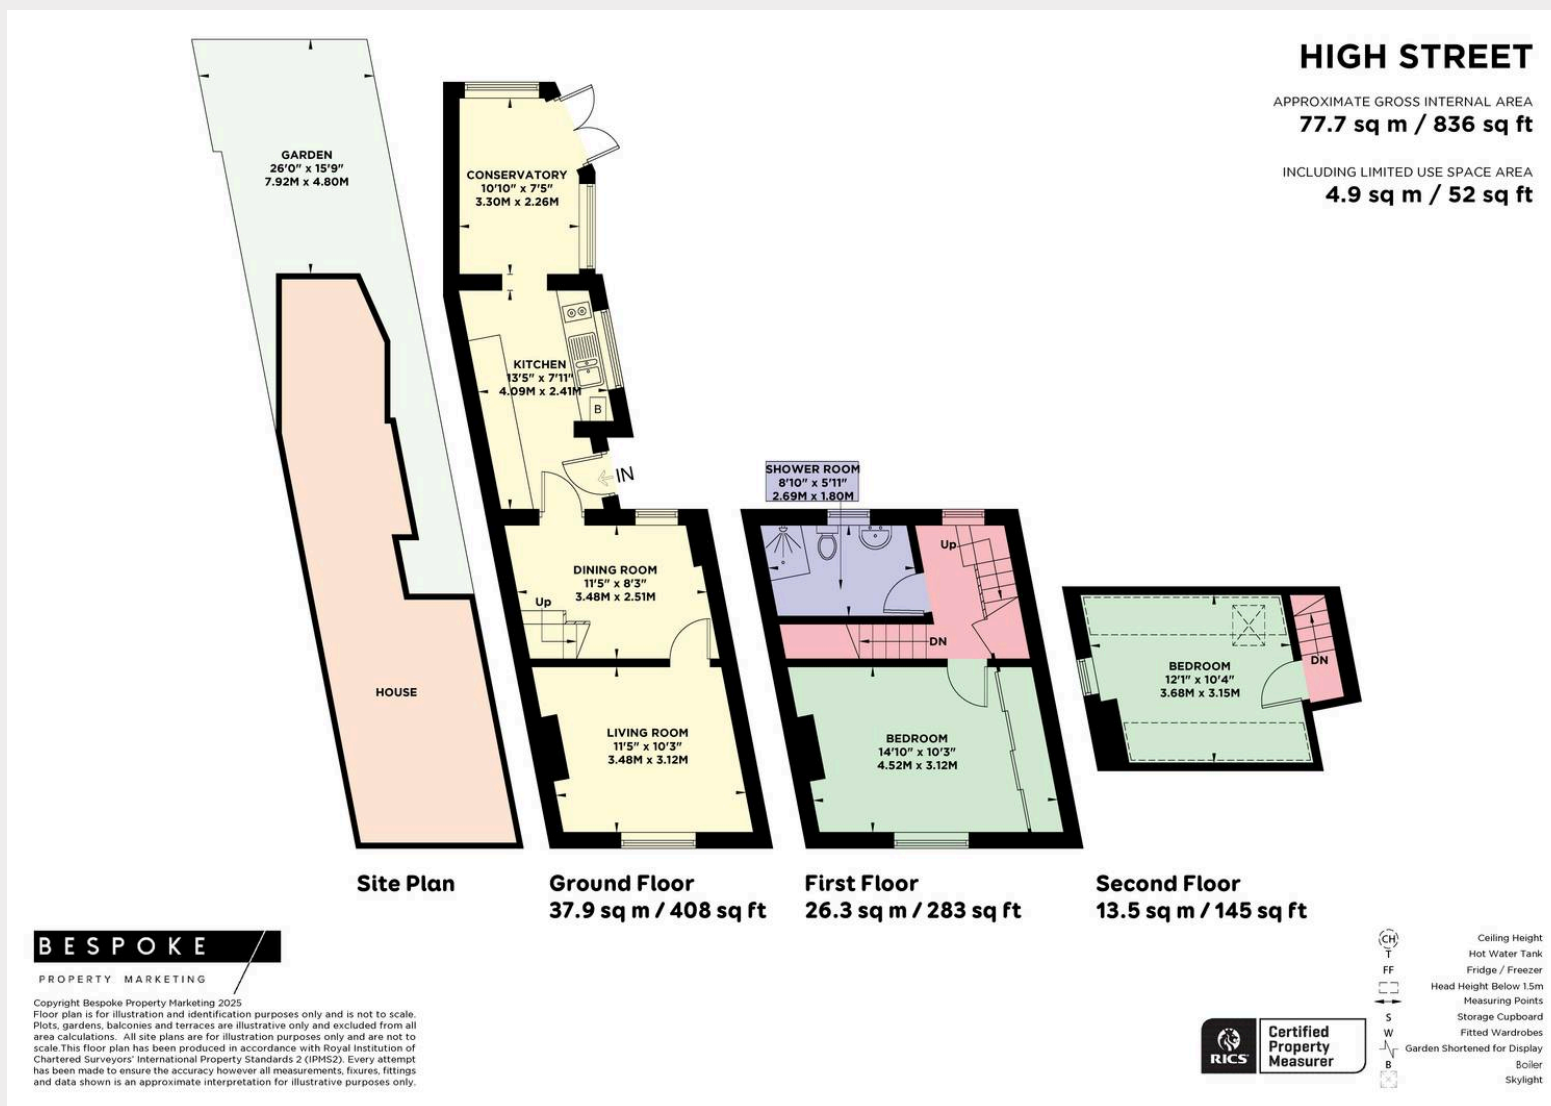 HIGH STREET
APPROXIMATE GROSS INTERNAL AREA
77.7 sq m / 836 sq ft
INCLUDING LIMITED USE SPACE AREA
4.9 sq m / 52 sq ft
GARDEN
26'0" x 15'9"
7.92M x 4.80M
HOUSE
Site Plan
CONSERVATORY
10'10" x 7'5"
3.30M x 2.26M
KITCHEN
13'5" x 7'11"
4.09M x 2.41M
B
IN
DINING ROOM
11'5" x 8'3"
3.48M x 2.51M
Up
LIVING ROOM
11'5" x 10'3"
3.48M x 3.12M
Ground Floor
37.9 sq m / 408 sq ft
SHOWER ROOM
8'10" x 5'11"
2.69M x 1.80M
Up
DN
BEDROOM
14'10" x 10'3"
4.52M x 3.12M
First Floor
26.3 sq m / 283 sq ft
BEDROOM
12'1" x 10'4"
3.68M x 3.15M
DN
Second Floor
13.5 sq m / 145 sq ft
BESPOKE
PROPERTY MARKETING
Copyright Bespoke Property Marketing 2025
Floor plan is for illustration and identification purposes only and is not to scale.
Plots, gardens, balconies and terraces are illustrative only and excluded from all
area calculations. All site plans are for illustration purposes only and are not to
scale.This floor plan has been produced in accordance with Royal Institution of
Chartered Surveyors' International Property Standards 2 (IPMS2). Every attempt
has been made to ensure the accuracy however all measurements, fixures, fittings
and data shown is an approximate interpretation for illustrative purposes only.
RICS
Certified
Property
Measurer
CH Ceiling Height
T Hot Water Tank
FF Fridge / Freezer
Head Height Below 1.5m
Measuring Points
S Storage Cupboard
W Fitted Wardrobes
Garden Shortened for Display
B Boiler
Skylight